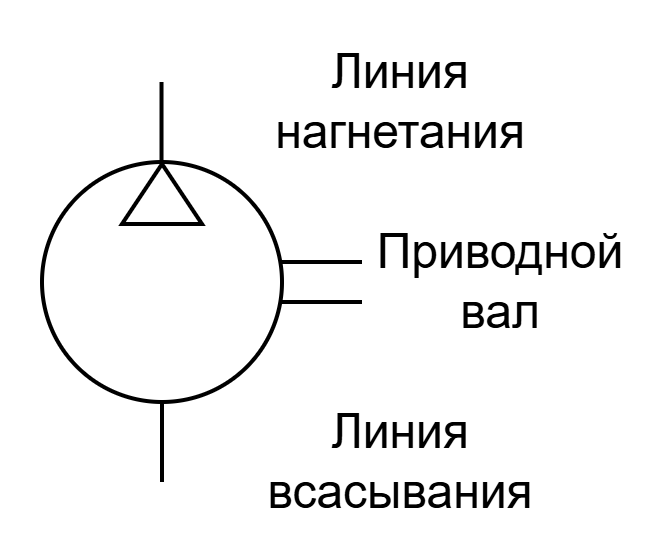 Линия
нагнетания
Приводной
вал
Линия
всасывания